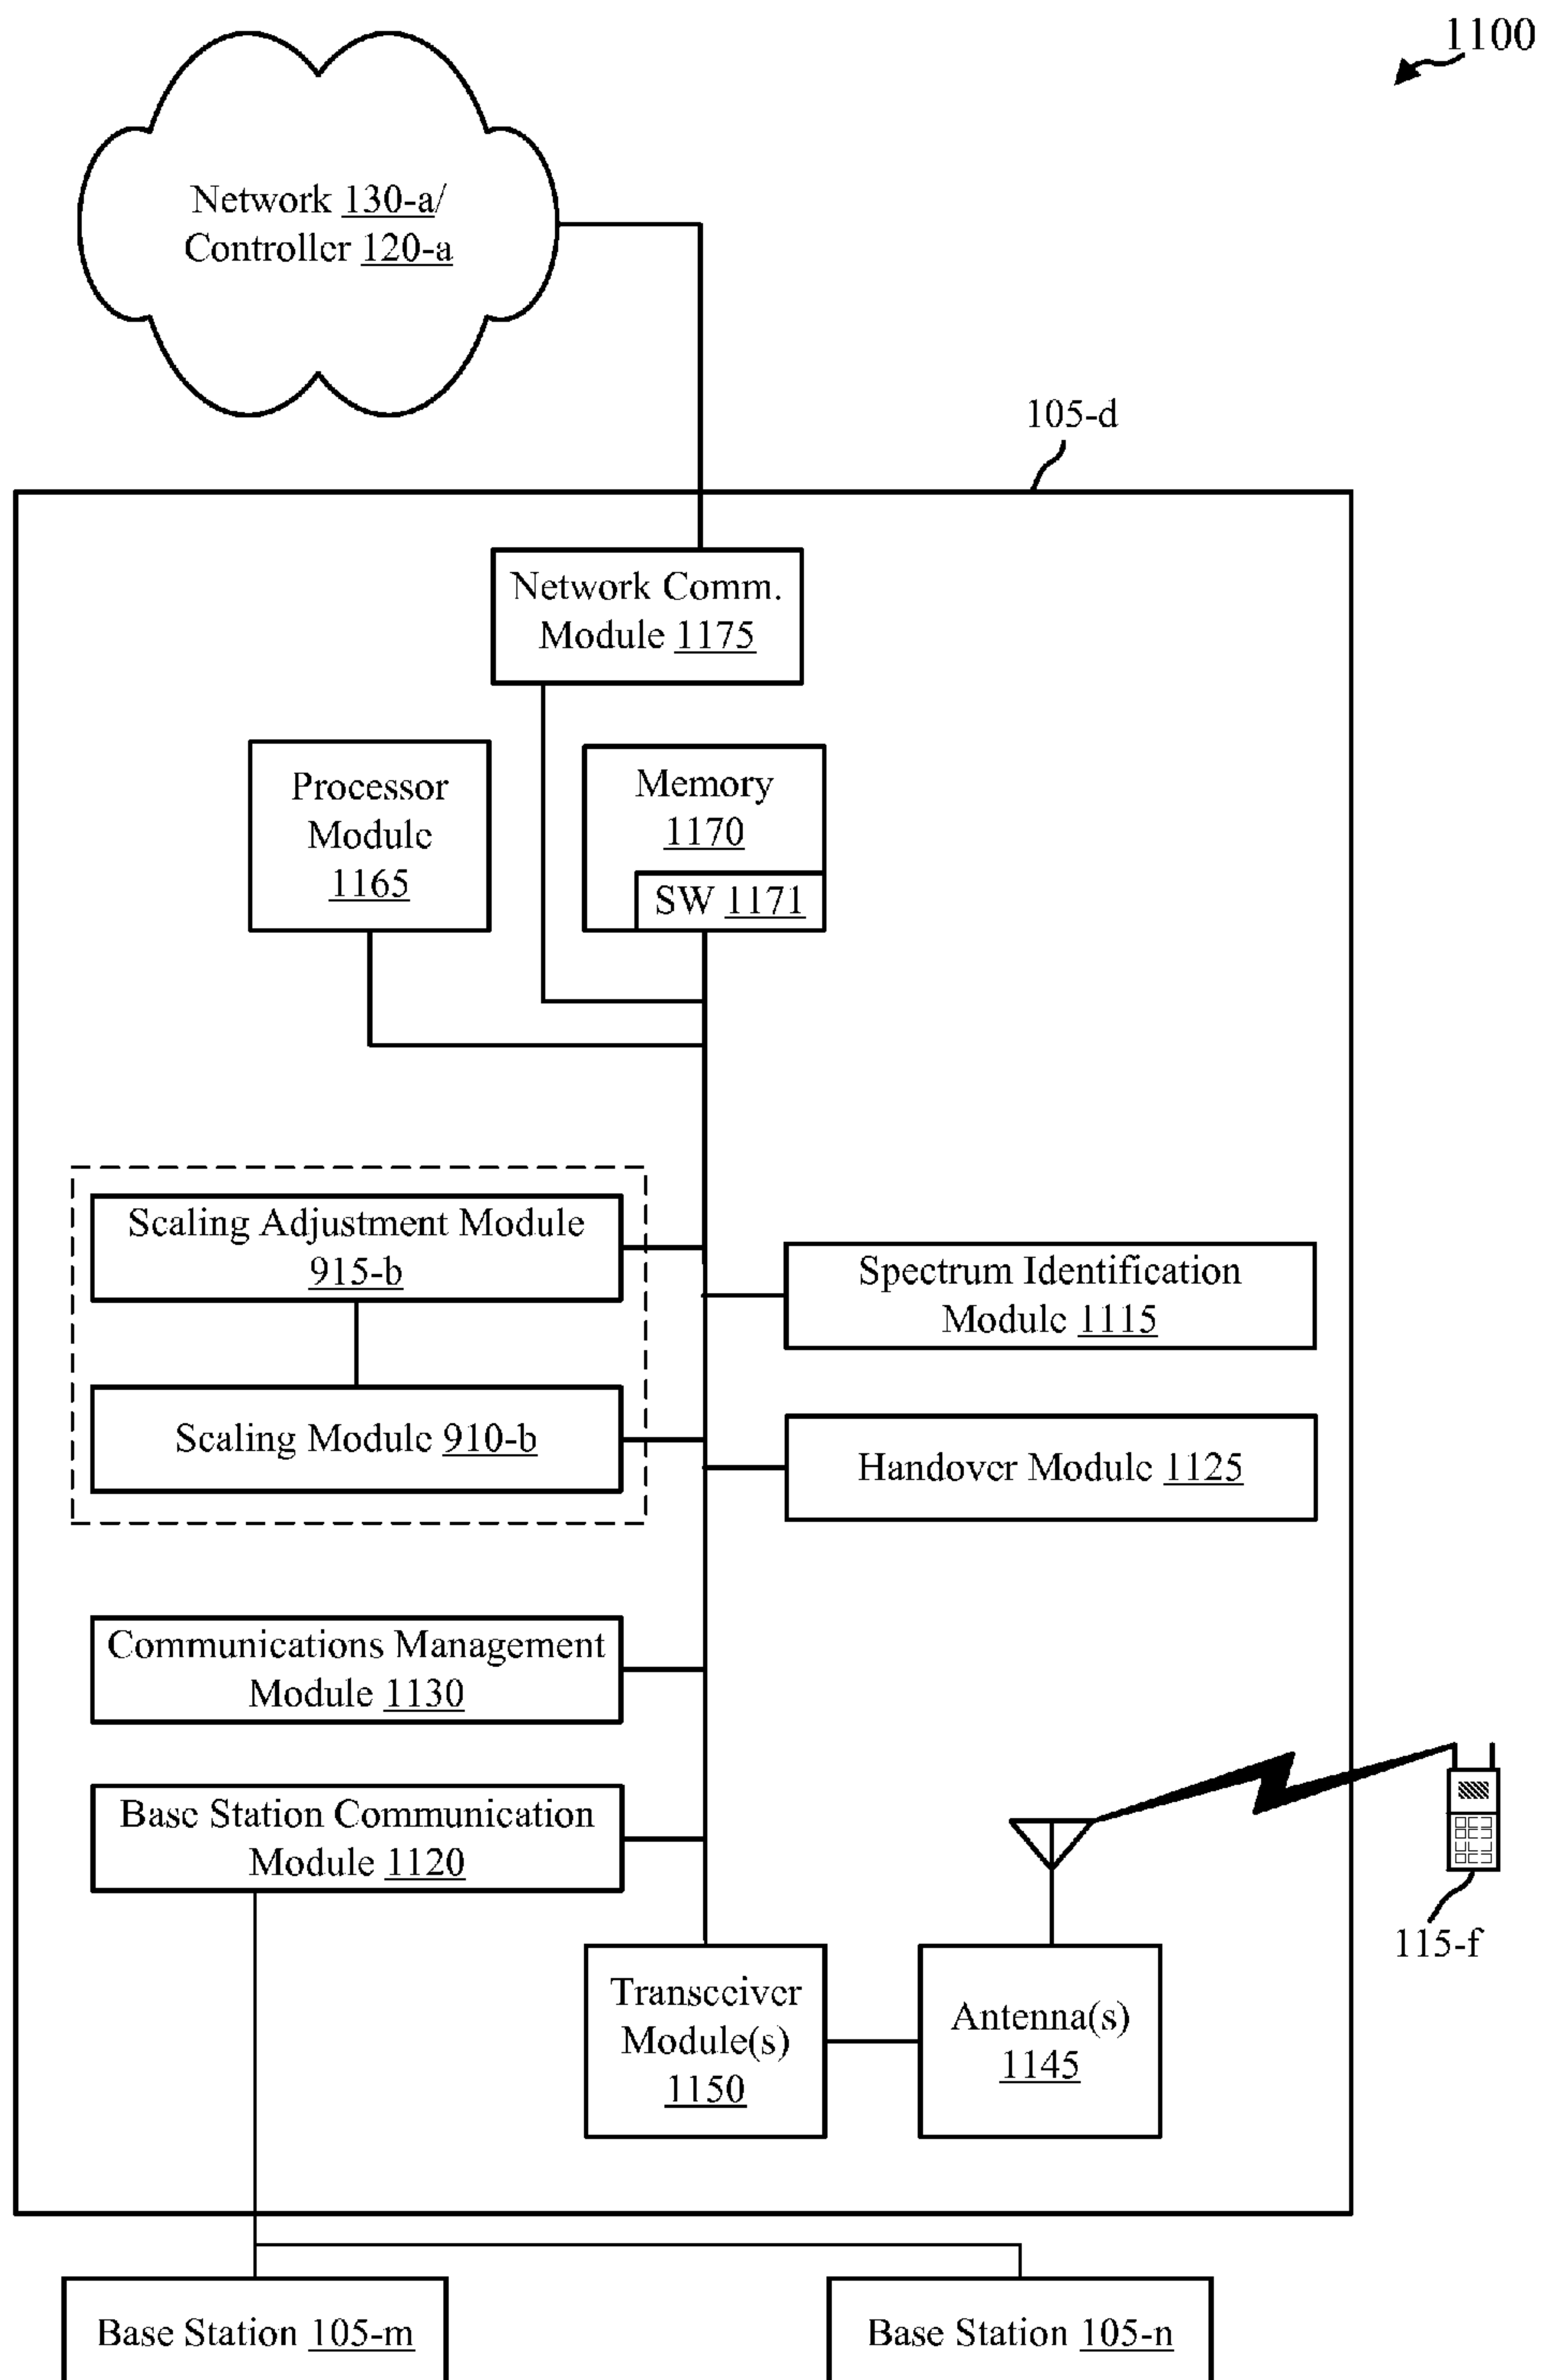 1100
Network 130-a/
Controller 120-a
105-d
Network Comm.
Module 1175
Processor
Module
1165
Memory
1170
SW 1171
Scaling Adjustment Module
915-b
Spectrum Identification
Module 1115
Scaling Module 910-b
Handover Module 1125
Communications Management
Module 1130
Base Station Communication
Module 1120
115-f
Transceiver
Module(s)
1150
Antenna(s)
1145
Base Station 105-m
Base Station 105-n